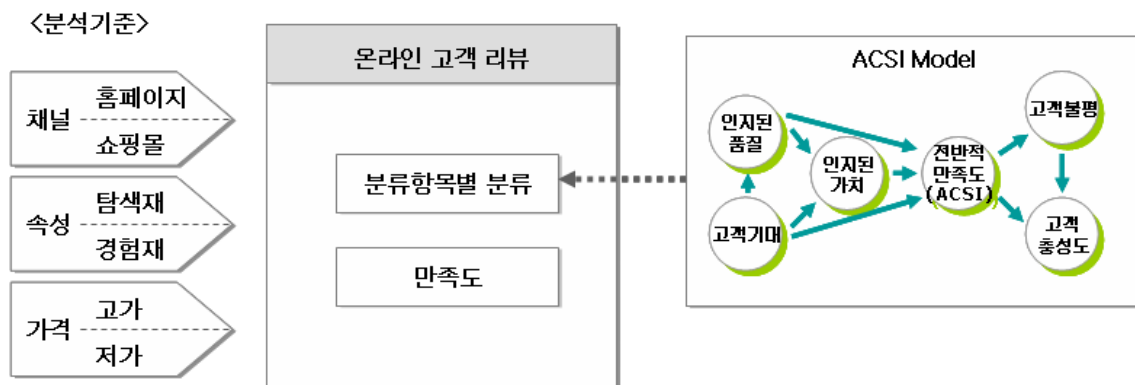 <분석기준>
채널
홈페이지
쇼핑몰
속성
탐색재
경험재
가격
고가
저가
온라인 고객 리뷰
분류항목별 분류
만족도
ACSI Model
인지된
품질
고객기대
인지된
가치
전반적
만족도
(ACSI)
고객불평
고객
충성도